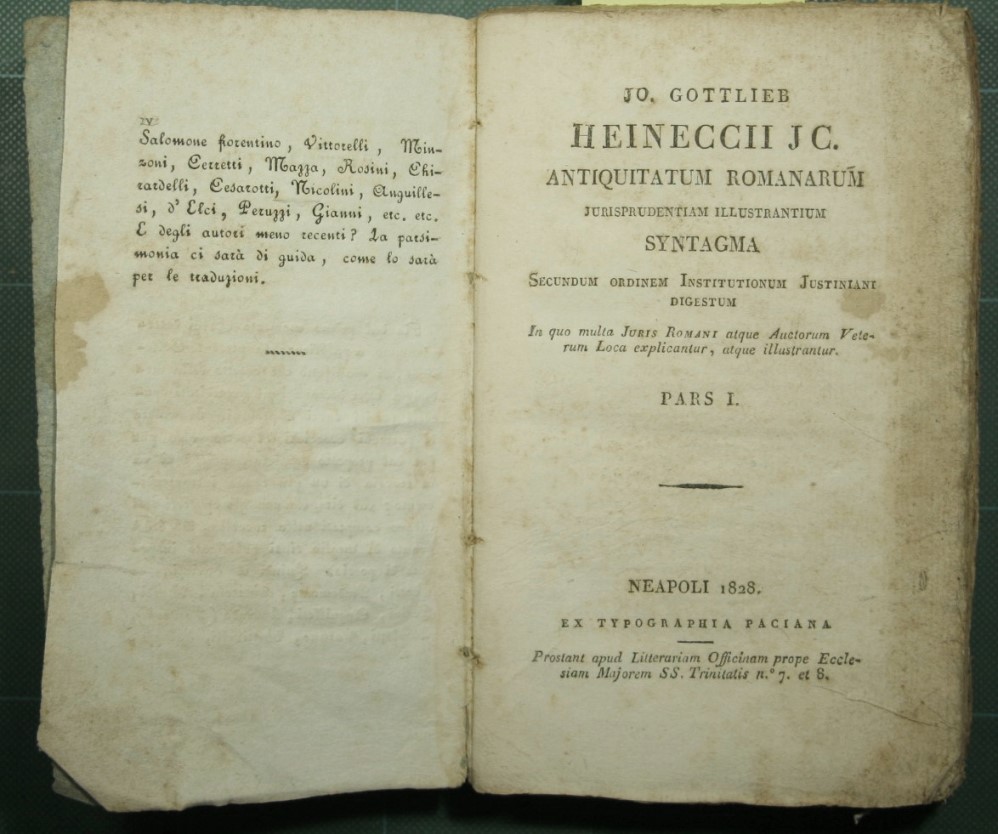 IV
Salomone fiorentino, Vittorelli, Min-
zoni, Cerretti, Mazza, Rosini, Ghi-
rardelli, Cesarotti, Nicolini, Anguille-
si, d' Elci, Peruzzi, Gianni, etc. etc.
E degli autori meno recenti? La parsi-
monia ci sarà di guida, come lo sarà
per le traduzioni.
JO. GOTTLIEB
HEINECCII JC.
ANTIQUITATUM ROMANARUM
JURISPRUDENTIAM ILLUSTRANTIUM
SYNTAGMA
SECUNDUM ORDINEM INSTITUTIONUM JUSTINIANI
DIGESTUM
In quo multa JURIS ROMANI atque Auctorum Vete-
rum Loca explicantur, atque illustrantur.
PARS I.
NEAPOLI 1828.
EX TYPOGRAPHIA PACIANA
Prostant apud Litterariam Officinam prope Eccle-
siam Majorem SS. Trinitatis n.º 7. et 8.